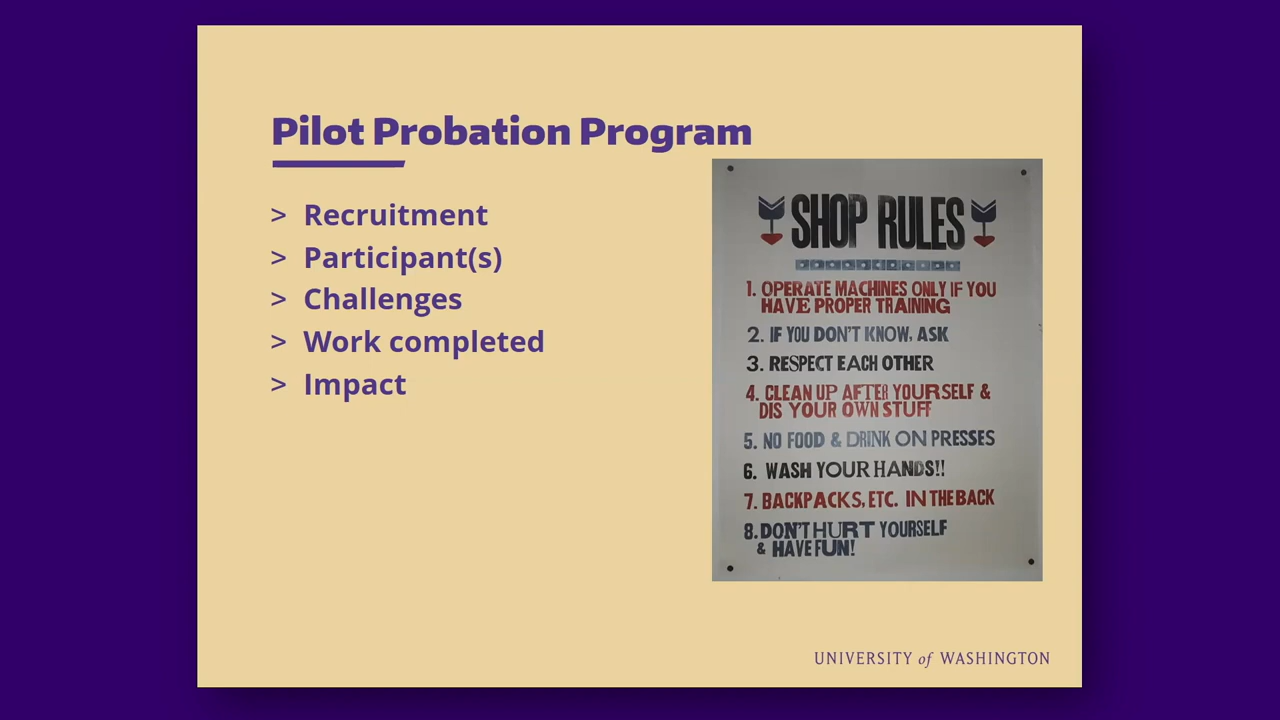 Pilot Probation Program
> Recruitment
> Participant(s)
> Challenges
> Work completed
> Impact
SHOP RULES
1. OPERATE MACHINES ONLY IF YOU
HAVE PROPER TRAINING
2. IF YOU DON'T KNOW, ASK
3. RESPECT EACH OTHER
4. CLEAN UP AFTER YOURSELF &
DIS YOUR OWN STUFF
5. NO FOOD & DRINK ON PRESSES
6. WASH YOUR HANDS!!
7. BACKPACKS, ETC. IN THE BACK
8. DON'T HURT YOURSELF
& HAVE FUN!
UNIVERSITY of WASHINGTON